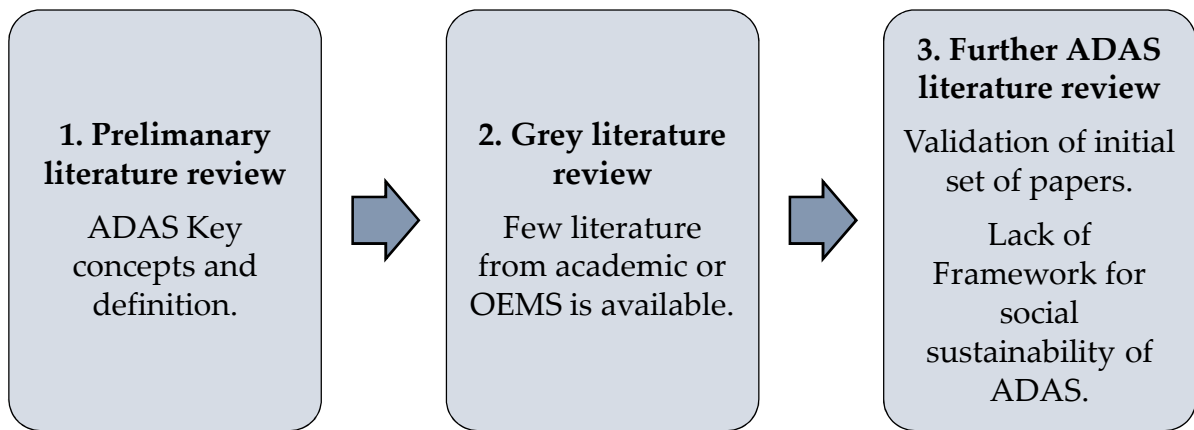 1. Prelimanary
literature review
ADAS Key
concepts and
definition.
2. Grey literature
review
Few literature
from academic or
OEMS is available.
3. Further ADAS
literature review
Validation of initial
set of papers.
Lack of
Framework for
social
sustainability of
ADAS.